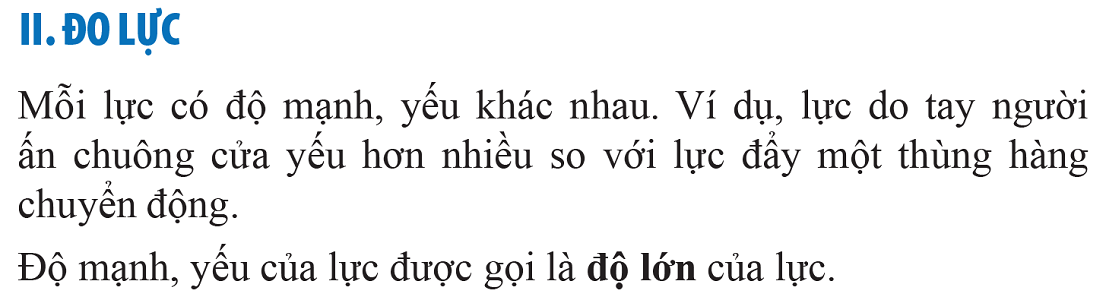 II. ĐO LỰC
Mỗi lực có độ mạnh, yếu khác nhau. Ví dụ, lực do tay người
ấn chuông cửa yếu hơn nhiều so với lực đẩy một thùng hàng
chuyển động.
Độ mạnh, yếu của lực được gọi là độ lớn của lực.